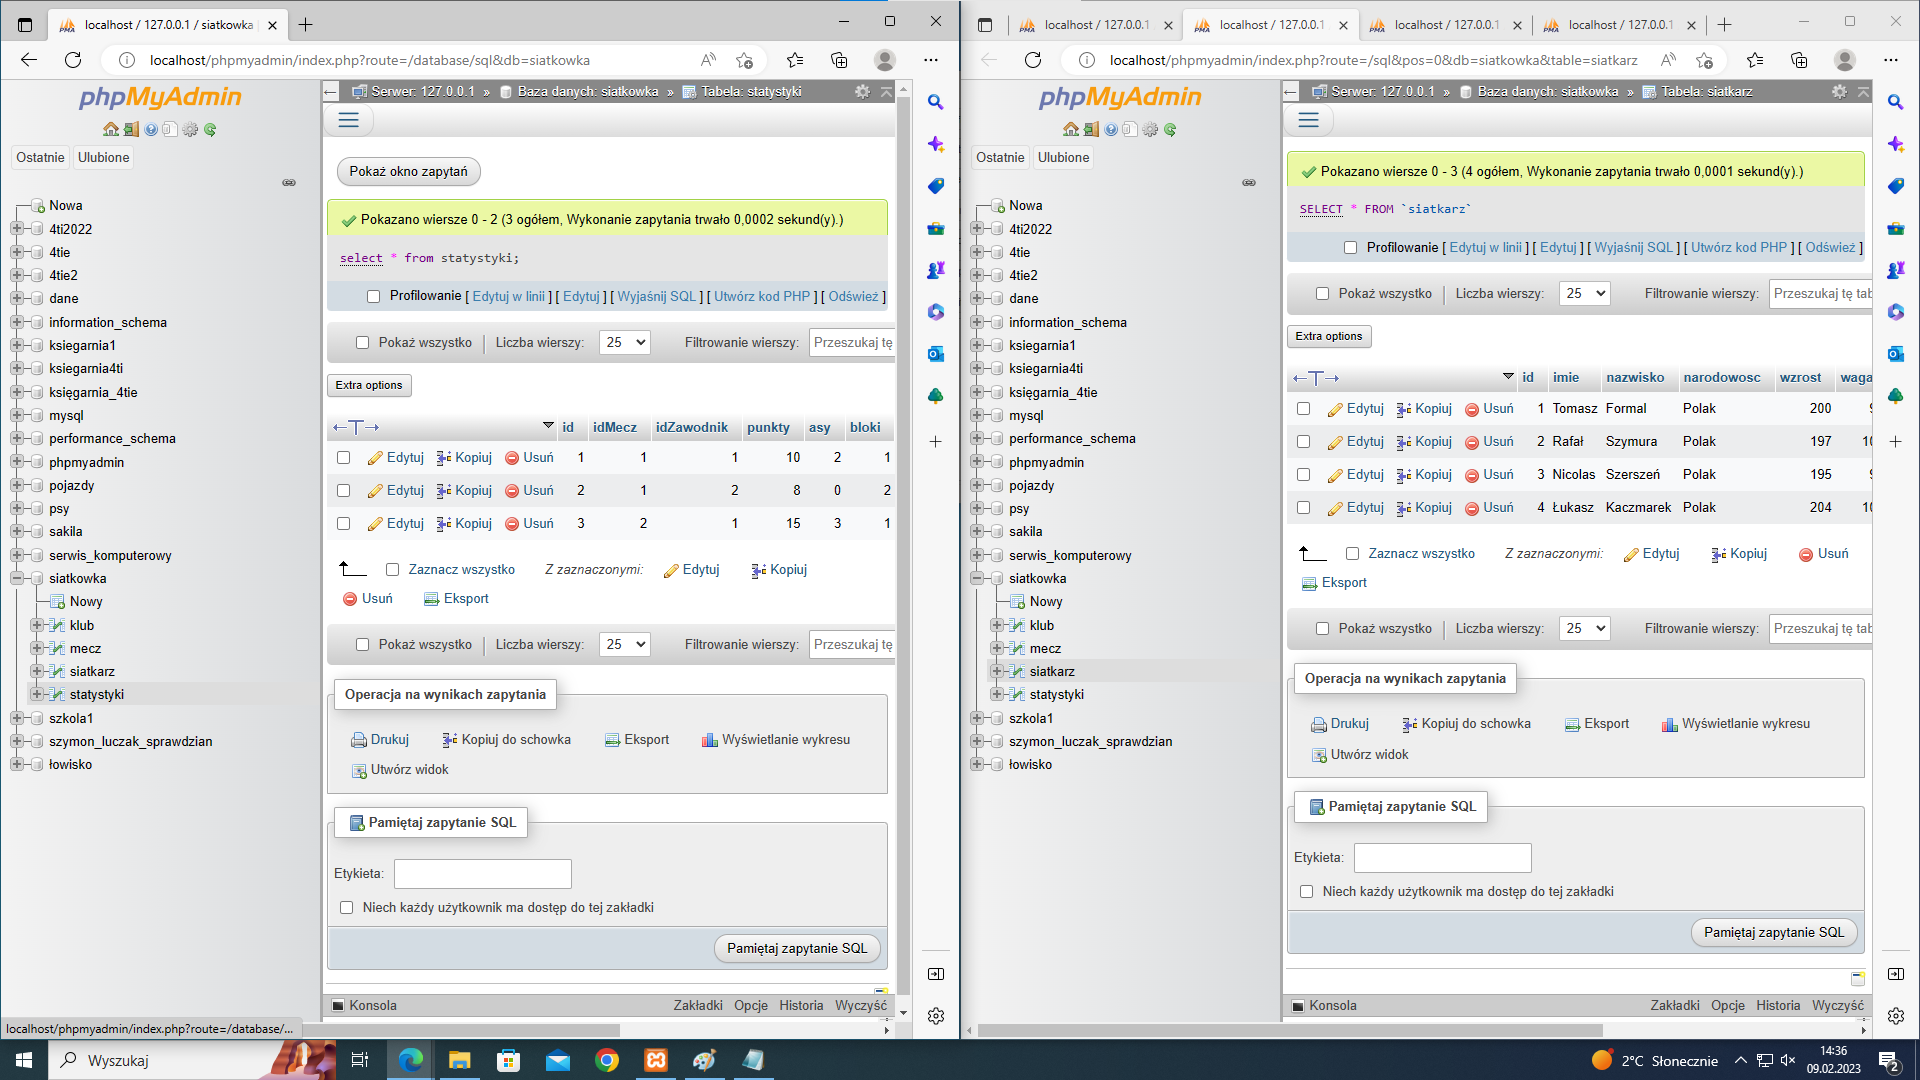 localhost / 127.0.0.1 / siatkowka
localhost/phpmyadmin/index.php?route=/database/sql&db=siatkowka
phpMyAdmin
Ostatnie Ulubione
Nowa
4ti2022
4tie
4tie2
dane
information_schema
ksiegarnia1
ksiegarnia4ti
księgarnia_4tie
mysql
performance_schema
phpmyadmin
pojazdy
psy
sakila
serwis_komputerowy
siatkowka
Nowy
klub
mecz
siatkarz
statystyki
szkola1
szymon_luczak_sprawdzian
łowisko
Serwer: 127.0.0.1 » Baza danych: siatkowka » Tabela: statystyki
Pokaż okno zapytań
Pokazano wiersze 0 - 2 (3 ogółem, Wykonanie zapytania trwało 0,0002 sekund(y).)
select * from statystyki;
Profilowanie [ Edytuj w linii ] [ Edytuj ] [ Wyjaśnij SQL ] [ Utwórz kod PHP ] [ Odśwież ]
Pokaż wszystko Liczba wierszy: 25 Filtrowanie wierszy: Przeszukaj tę
Extra options
←T→ id idMecz idZawodnik punkty asy bloki
Edytuj Kopiuj Usuń 1 1 1 10 2 1
Edytuj Kopiuj Usuń 2 1 2 8 0 2
Edytuj Kopiuj Usuń 3 2 1 15 3 1
Zaznacz wszystko Z zaznaczonymi: Edytuj Kopiuj
Usuń Eksport
Pokaż wszystko Liczba wierszy: 25 Filtrowanie wierszy: Przeszukaj tę
Operacja na wynikach zapytania
Drukuj Kopiuj do schowka Eksport Wyświetlanie wykresu
Utwórz widok
Pamiętaj zapytanie SQL
Etykieta:
Niech każdy użytkownik ma dostęp do tej zakładki
Pamiętaj zapytanie SQL
Konsola Zakładki Opcje Historia Wyczyść
localhost/phpmyadmin/index.php?route=/database/...
localhost / 127.0.0.1 localhost / 127.0.0.1 localhost / 127.0.0.1 localhost / 127.0.0.1
localhost/phpmyadmin/index.php?route=/sql&pos=0&db=siatkowka&table=siatkarz
phpMyAdmin
Ostatnie Ulubione
Nowa
4ti2022
4tie
4tie2
dane
information_schema
ksiegarnia1
ksiegarnia4ti
księgarnia_4tie
mysql
performance_schema
phpmyadmin
pojazdy
psy
sakila
serwis_komputerowy
siatkowka
Nowy
klub
mecz
siatkarz
statystyki
szkola1
szymon_luczak_sprawdzian
łowisko
Serwer: 127.0.0.1 » Baza danych: siatkowka » Tabela: siatkarz
Pokazano wiersze 0 - 3 (4 ogółem, Wykonanie zapytania trwało 0,0001 sekund(y).)
SELECT * FROM `siatkarz`
Profilowanie [ Edytuj w linii ] [ Edytuj ] [ Wyjaśnij SQL ] [ Utwórz kod PHP ] [ Odśwież ]
Pokaż wszystko Liczba wierszy: 25 Filtrowanie wierszy: Przeszukaj tę tab
Extra options
←T→ id imie nazwisko narodowosc wzrost waga
Edytuj Kopiuj Usuń 1 Tomasz Formal Polak 200 9
Edytuj Kopiuj Usuń 2 Rafał Szymura Polak 197 10
Edytuj Kopiuj Usuń 3 Nicolas Szerszeń Polak 195 9
Edytuj Kopiuj Usuń 4 Łukasz Kaczmarek Polak 204 10
Zaznacz wszystko Z zaznaczonymi: Edytuj Kopiuj Usuń
Eksport
Pokaż wszystko Liczba wierszy: 25 Filtrowanie wierszy: Przeszukaj tę tab
Operacja na wynikach zapytania
Drukuj Kopiuj do schowka Eksport Wyświetlanie wykresu
Utwórz widok
Pamiętaj zapytanie SQL
Etykieta:
Niech każdy użytkownik ma dostęp do tej zakładki
Pamiętaj zapytanie SQL
Konsola Zakładki Opcje Historia Wyczyść
Wyszukaj
2°C Słonecznie
14:36
09.02.2023
2